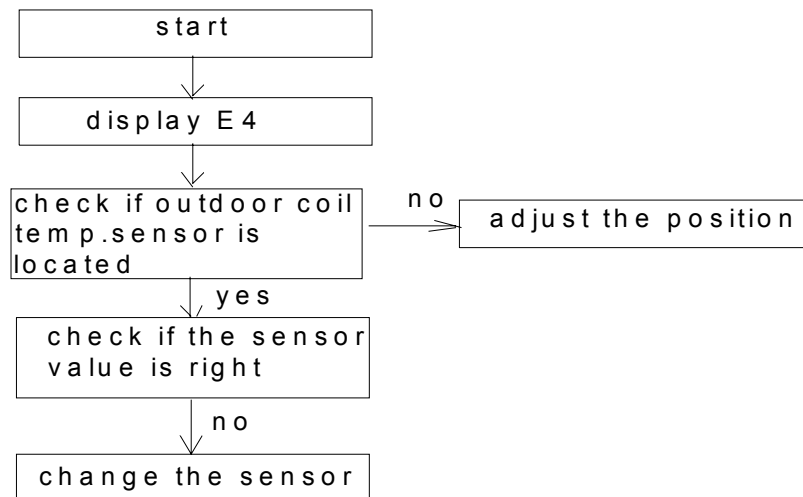 start
display E4
check if outdoor coil
temp.sensor is
located
no
adjust the position
yes
check if the sensor
value is right
no
change the sensor